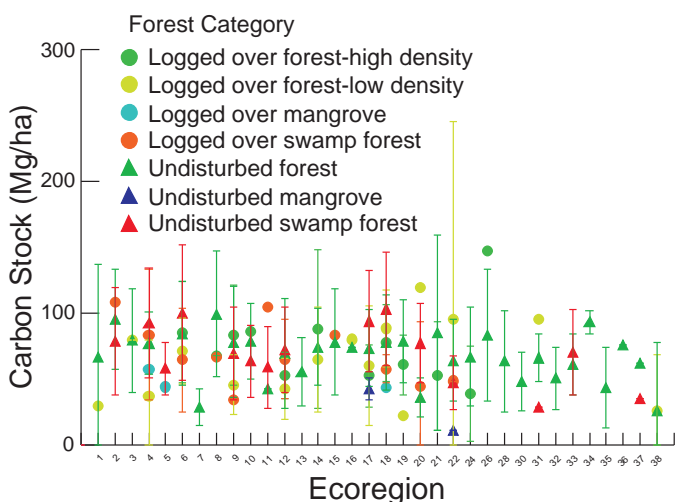 Forest Category
Logged over forest-high density
Logged over forest-low density
Logged over mangrove
Logged over swamp forest
Undisturbed forest
Undisturbed mangrove
Undisturbed swamp forest
Carbon Stock (Mg/ha)
300
200
100
0
1 2 3 4 5 6 7 8 9 10 11 12 13 14 15 16 17 18 19 20 21 22 24 26 28 30 31 32 33 34 35 36 37 38
Ecoregion